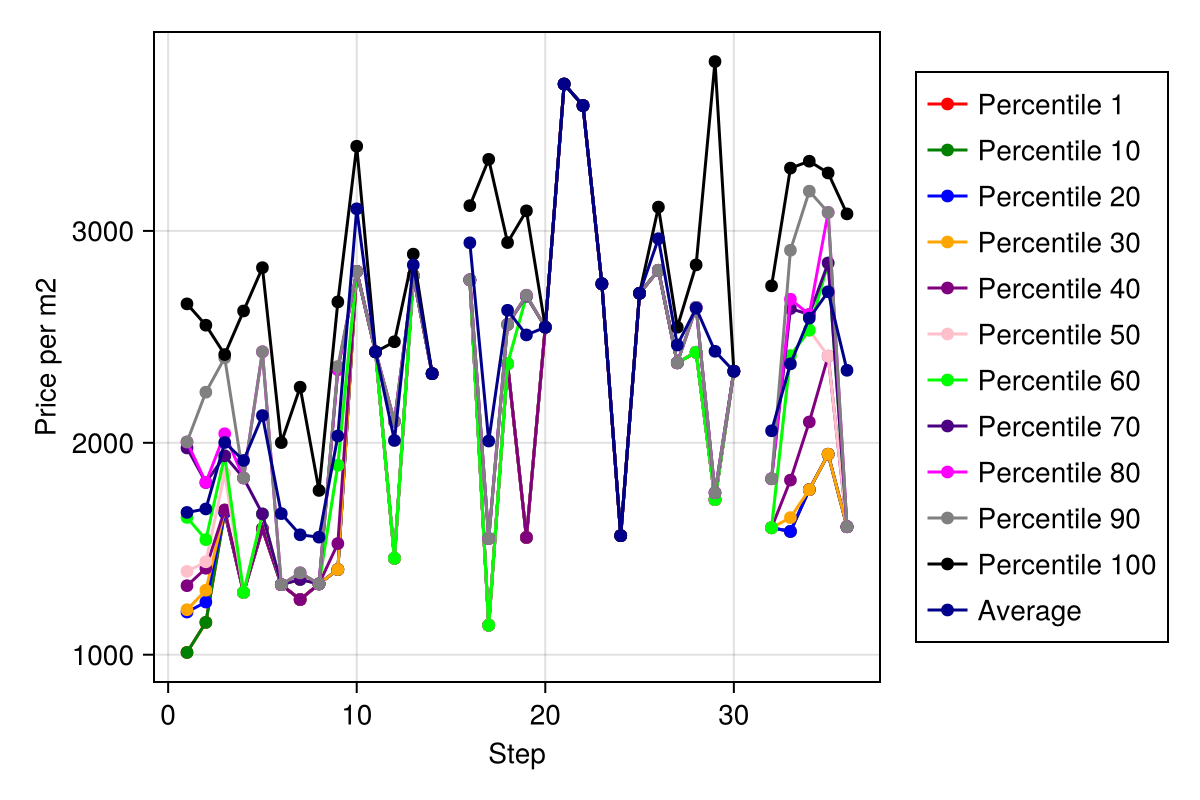 3000
2000
1000
Price per m2
0 10 20 30
Step
Percentile 1
Percentile 10
Percentile 20
Percentile 30
Percentile 40
Percentile 50
Percentile 60
Percentile 70
Percentile 80
Percentile 90
Percentile 100
Average